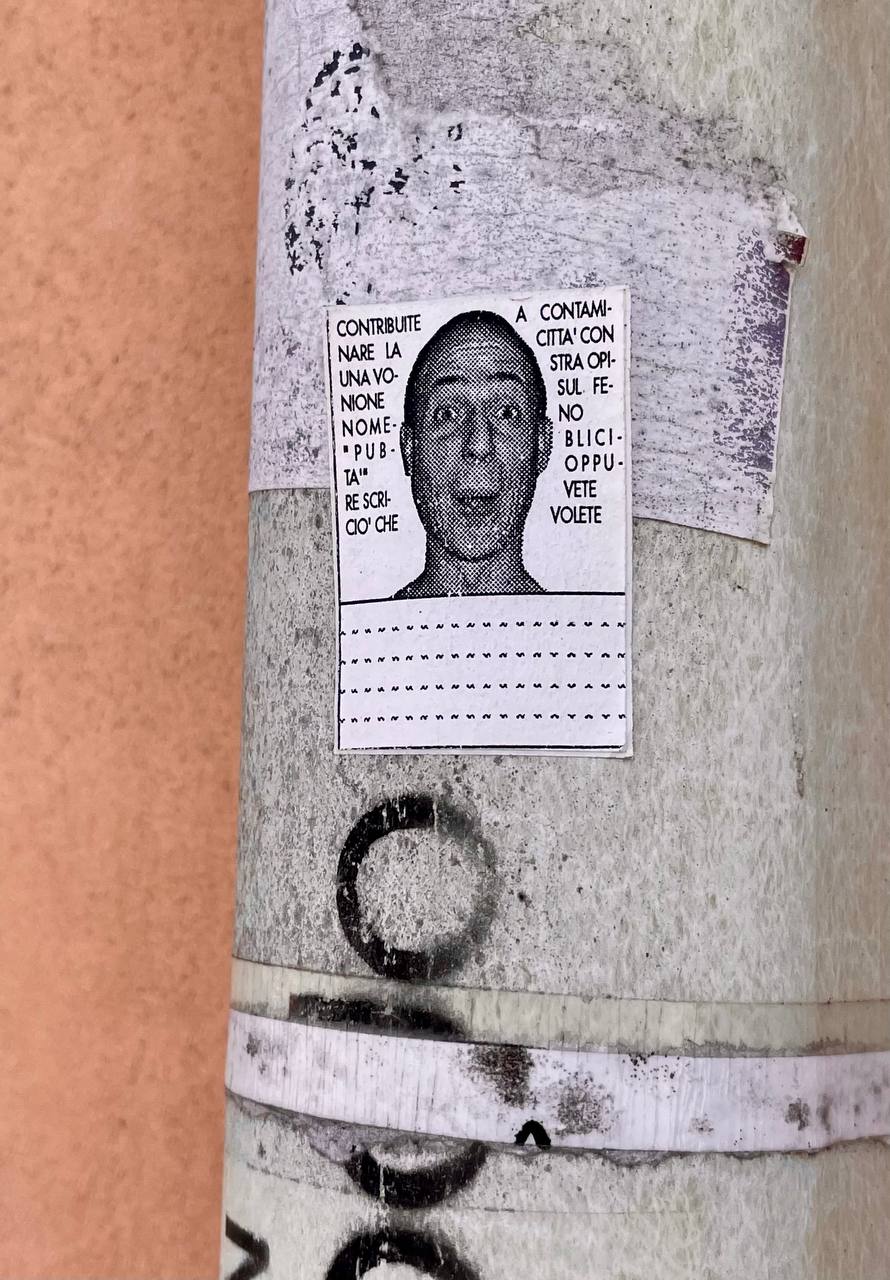 CONTRIBUITE A CONTAMI-
NARE LA CITTA' CON
UNA VO- STRA OPI-
NIONE SUL FE-
NOME- NO
"PUB- BLICI-
TA'" OPPU-
RE SCRI- VETE
CIO' CHE VOLETE